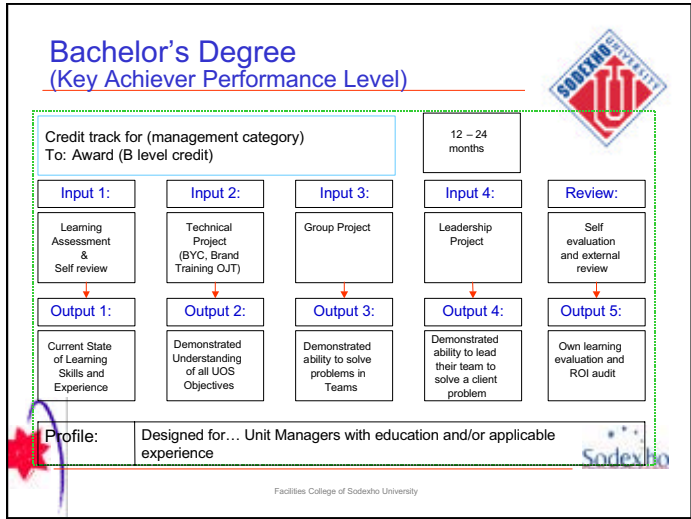 Bachelor's Degree
(Key Achiever Performance Level)
SODEXHO UNIVERSITY
U
Credit track for (management category)
To: Award (B level credit)
12 – 24
months
Input 1:
Input 2:
Input 3:
Input 4:
Review:
Learning
Assessment
&
Self review
Technical
Project
(BYC, Brand
Training OJT)
Group Project
Leadership
Project
Self
evaluation
and external
review
Output 1:
Output 2:
Output 3:
Output 4:
Output 5:
Current State
of Learning
Skills and
Experience
Demonstrated
Understanding
of all UOS
Objectives
Demonstrated
ability to solve
problems in
Teams
Demonstrated
ability to lead
their team to
solve a client
problem
Own learning
evaluation and
ROI audit
Profile:
Designed for… Unit Managers with education and/or applicable
experience
Sodexho
Facilities College of Sodexho University